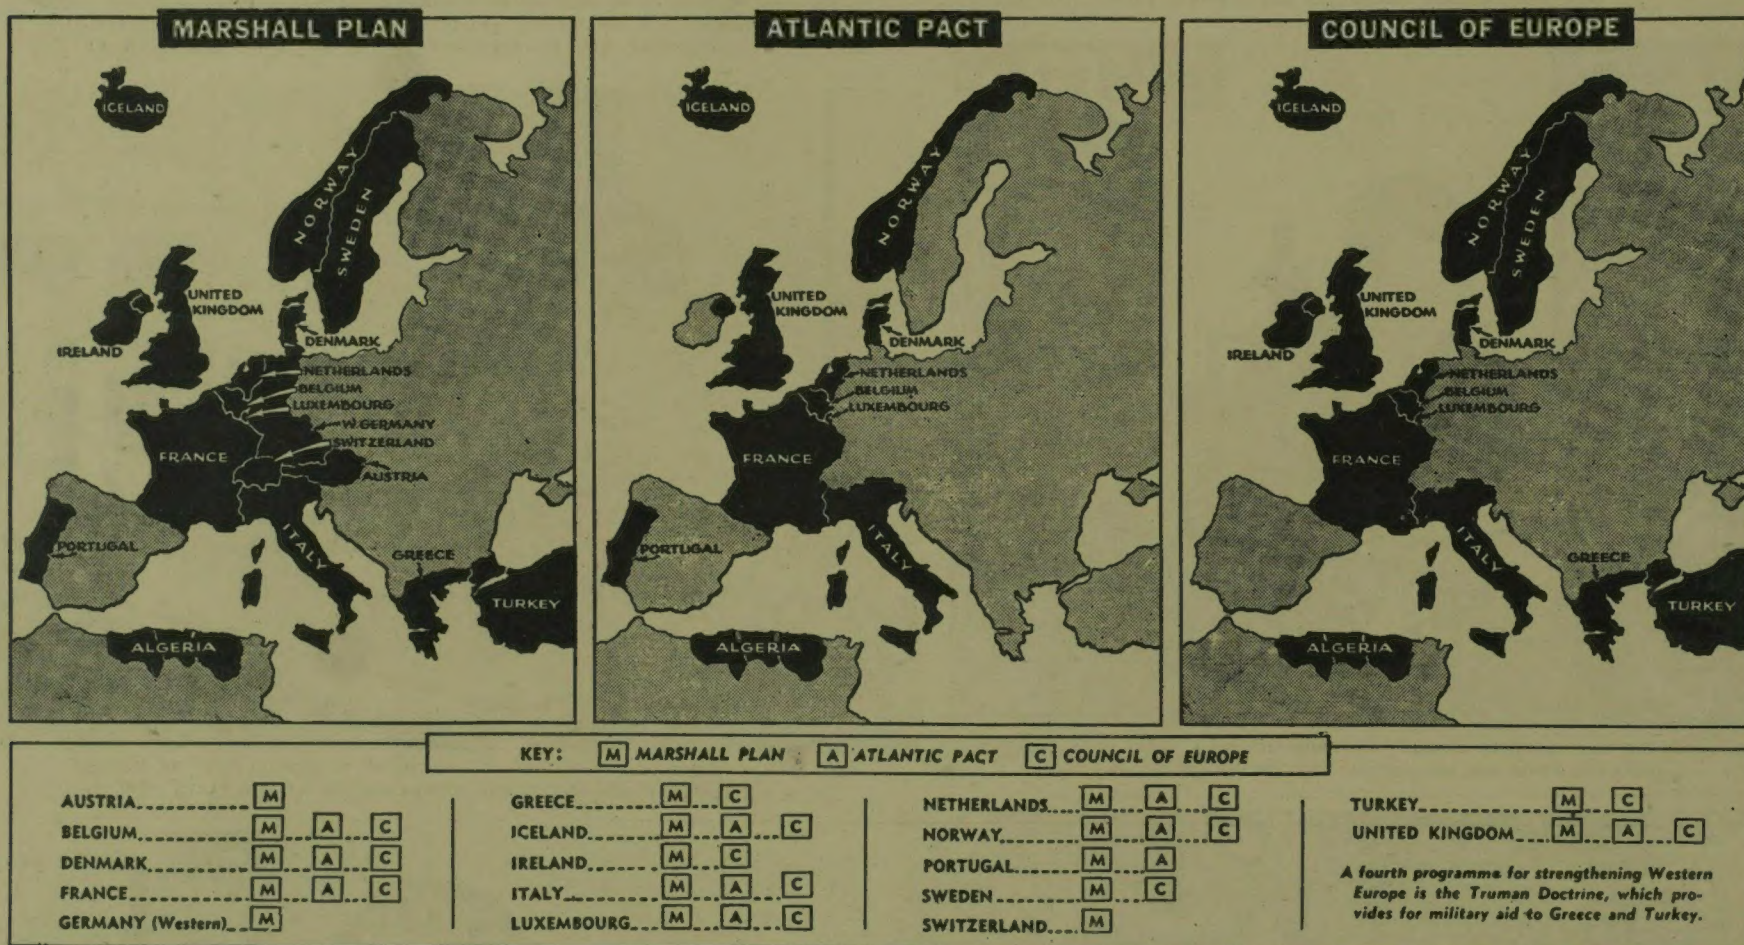 MARSHALL PLAN
ICELAND
NORWAY
SWEDEN
UNITED
KINGDOM
IRELAND
DENMARK
NETHERLANDS
BELGIUM
LUXEMBOURG
W. GERMANY
SWITZERLAND
FRANCE
AUSTRIA
PORTUGAL
ITALY
GREECE
TURKEY
ALGERIA
ATLANTIC PACT
ICELAND
NORWAY
UNITED
KINGDOM
DENMARK
NETHERLANDS
BELGIUM
LUXEMBOURG
FRANCE
PORTUGAL
ITALY
ALGERIA
COUNCIL OF EUROPE
ICELAND
NORWAY
SWEDEN
UNITED
KINGDOM
IRELAND
DENMARK
NETHERLANDS
BELGIUM
LUXEMBOURG
FRANCE
ITALY
GREECE
TURKEY
ALGERIA
KEY: M MARSHALL PLAN A ATLANTIC PACT C COUNCIL OF EUROPE
AUSTRIA M
BELGIUM M A C
DENMARK M A C
FRANCE M A C
GERMANY (Western) M
GREECE M C
ICELAND M A C
IRELAND M C
ITALY M A C
LUXEMBOURG M A C
NETHERLANDS M A C
NORWAY M A C
PORTUGAL M A
SWEDEN M C
SWITZERLAND M
TURKEY M C
UNITED KINGDOM M A C
A fourth programme for strengthening Western
Europe is the Truman Doctrine, which pro-
vides for military aid to Greece and Turkey.